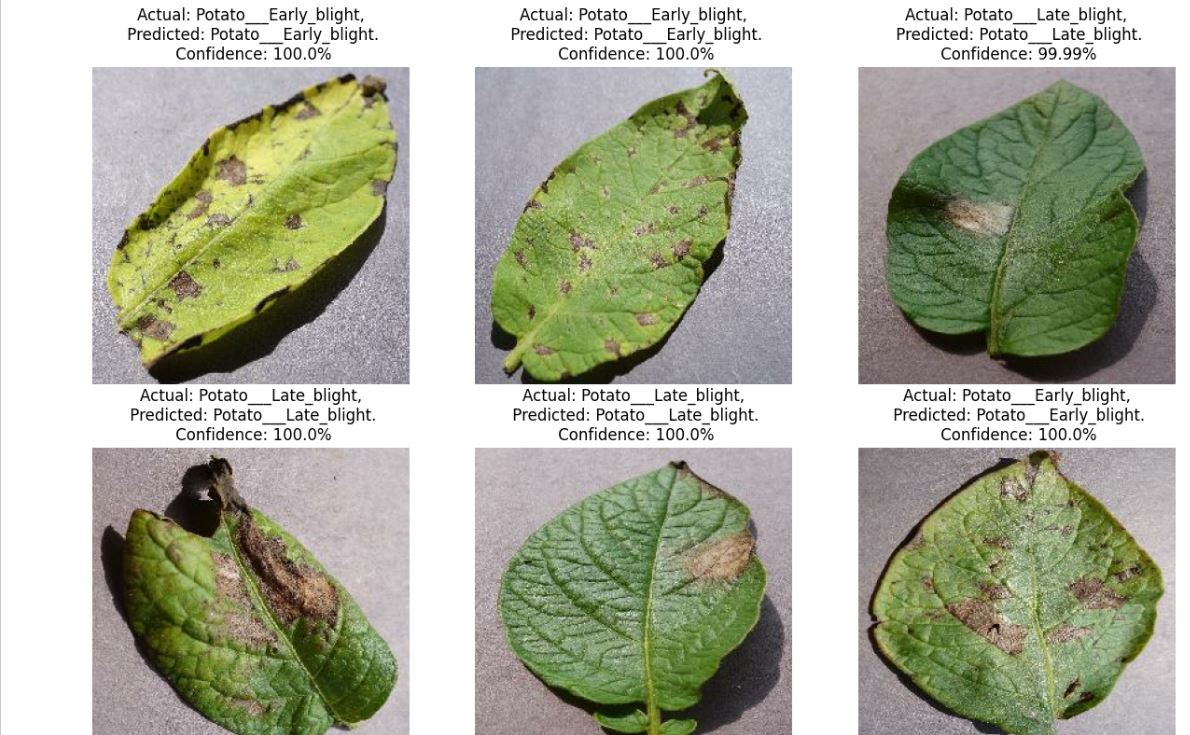 Actual: Potato___Early_blight,
Predicted: Potato___Early_blight.
Confidence: 100.0%
Actual: Potato___Early_blight,
Predicted: Potato___Early_blight.
Confidence: 100.0%
Actual: Potato___Late_blight,
Predicted: Potato___Late_blight.
Confidence: 99.99%
Actual: Potato___Late_blight,
Predicted: Potato___Late_blight.
Confidence: 100.0%
Actual: Potato___Late_blight,
Predicted: Potato___Late_blight.
Confidence: 100.0%
Actual: Potato___Early_blight,
Predicted: Potato___Early_blight.
Confidence: 100.0%